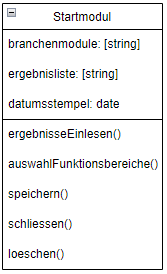 Startmodul
branchenmodule: [string]
ergebnisliste: [string]
datumsstempel: date
ergebnisseEinlesen()
auswahlFunktionsbereiche()
speichern()
schliessen()
loeschen()